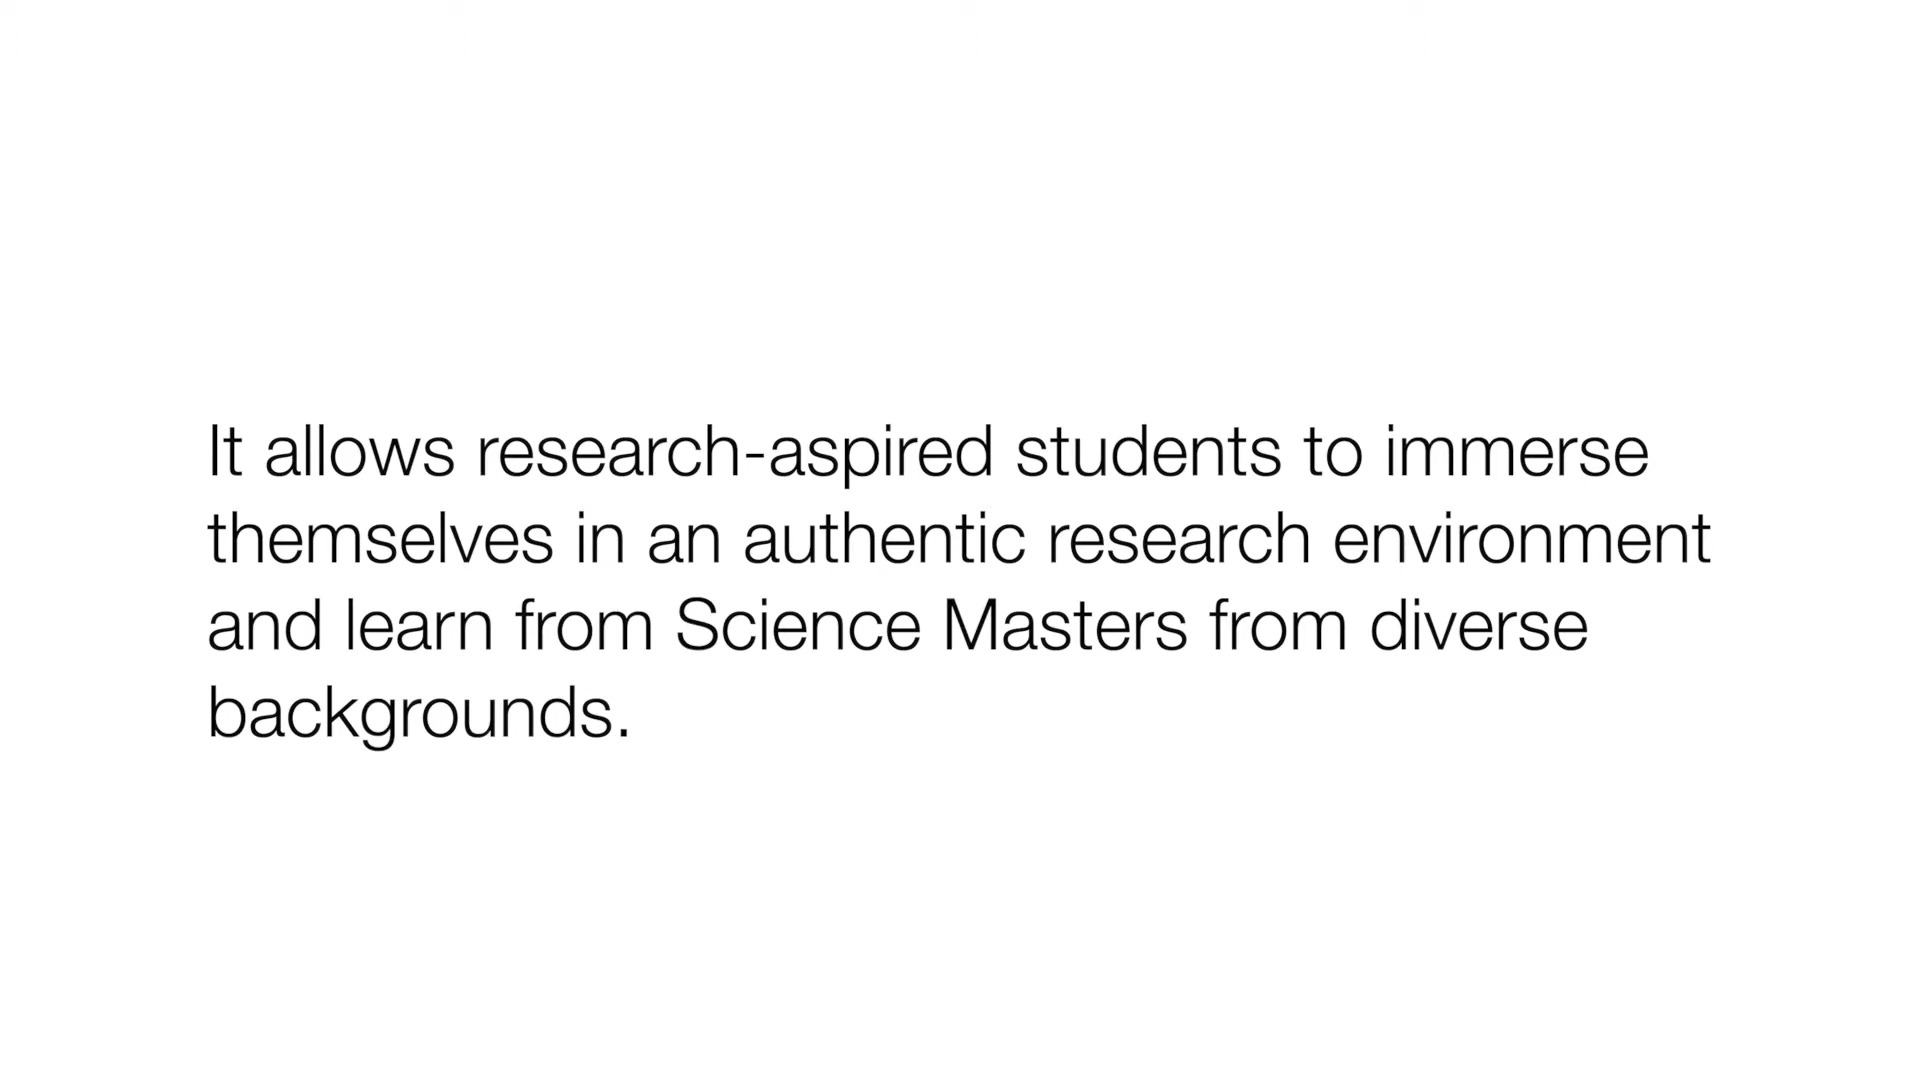 It allows research-aspired students to immerse
themselves in an authentic research environment
and learn from Science Masters from diverse
backgrounds.